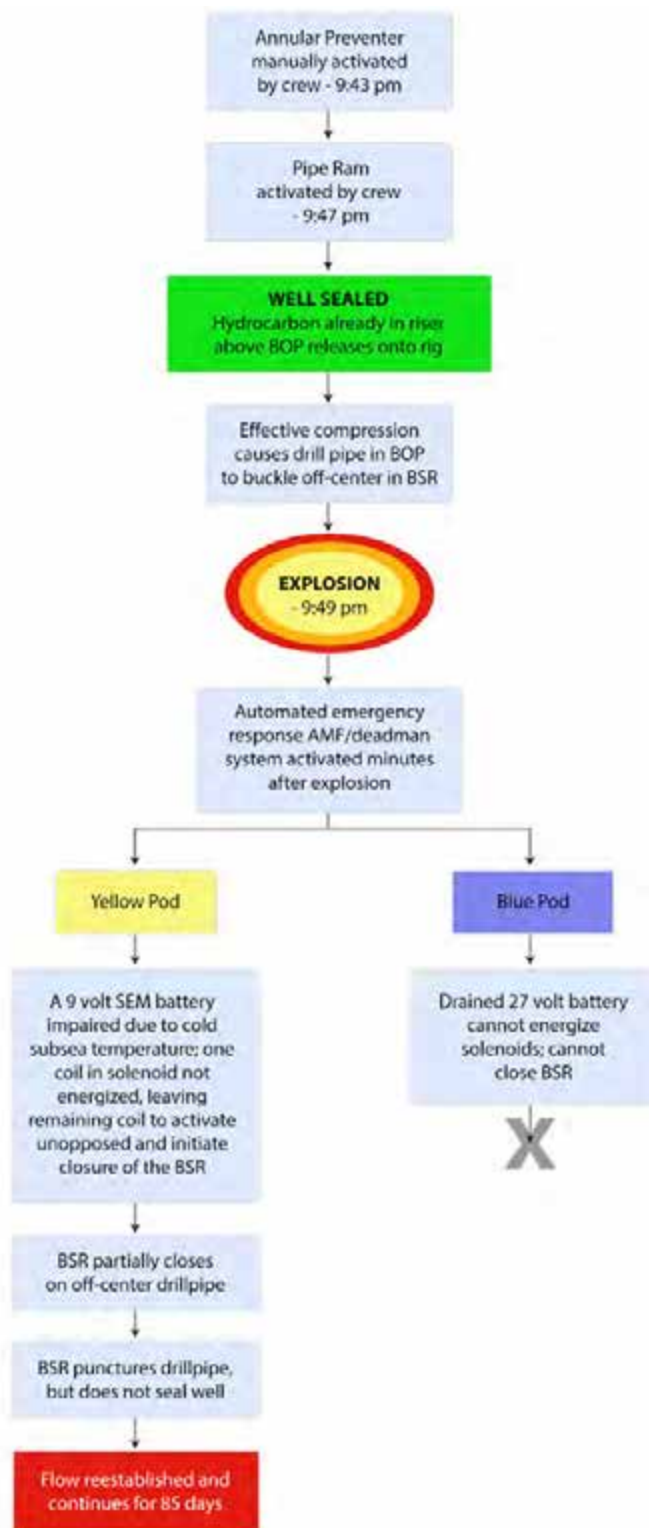 Annular Preventer
manually activated
by crew - 9:43 pm
Pipe Ram
activated by crew
- 9:47 pm
WELL SEALED
Hydrocarbon already in riser
above BOP releases onto rig
Effective compression
causes drill pipe in BOP
to buckle off-center in BSR
EXPLOSION
- 9:49 pm
Automated emergency
response AMF/deadman
system activated minutes
after explosion
Yellow Pod
Blue Pod
A 9 volt SEM battery
impaired due to cold
subsea temperature; one
coil in solenoid not
energized, leaving
remaining coil to activate
unopposed and initiate
closure of the BSR
Drained 27 volt battery
cannot energize
solenoids; cannot
close BSR
X
BSR partially closes
on off-center drillpipe
BSR punctures drillpipe,
but does not seal well
Flow reestablished and
continues for 85 days